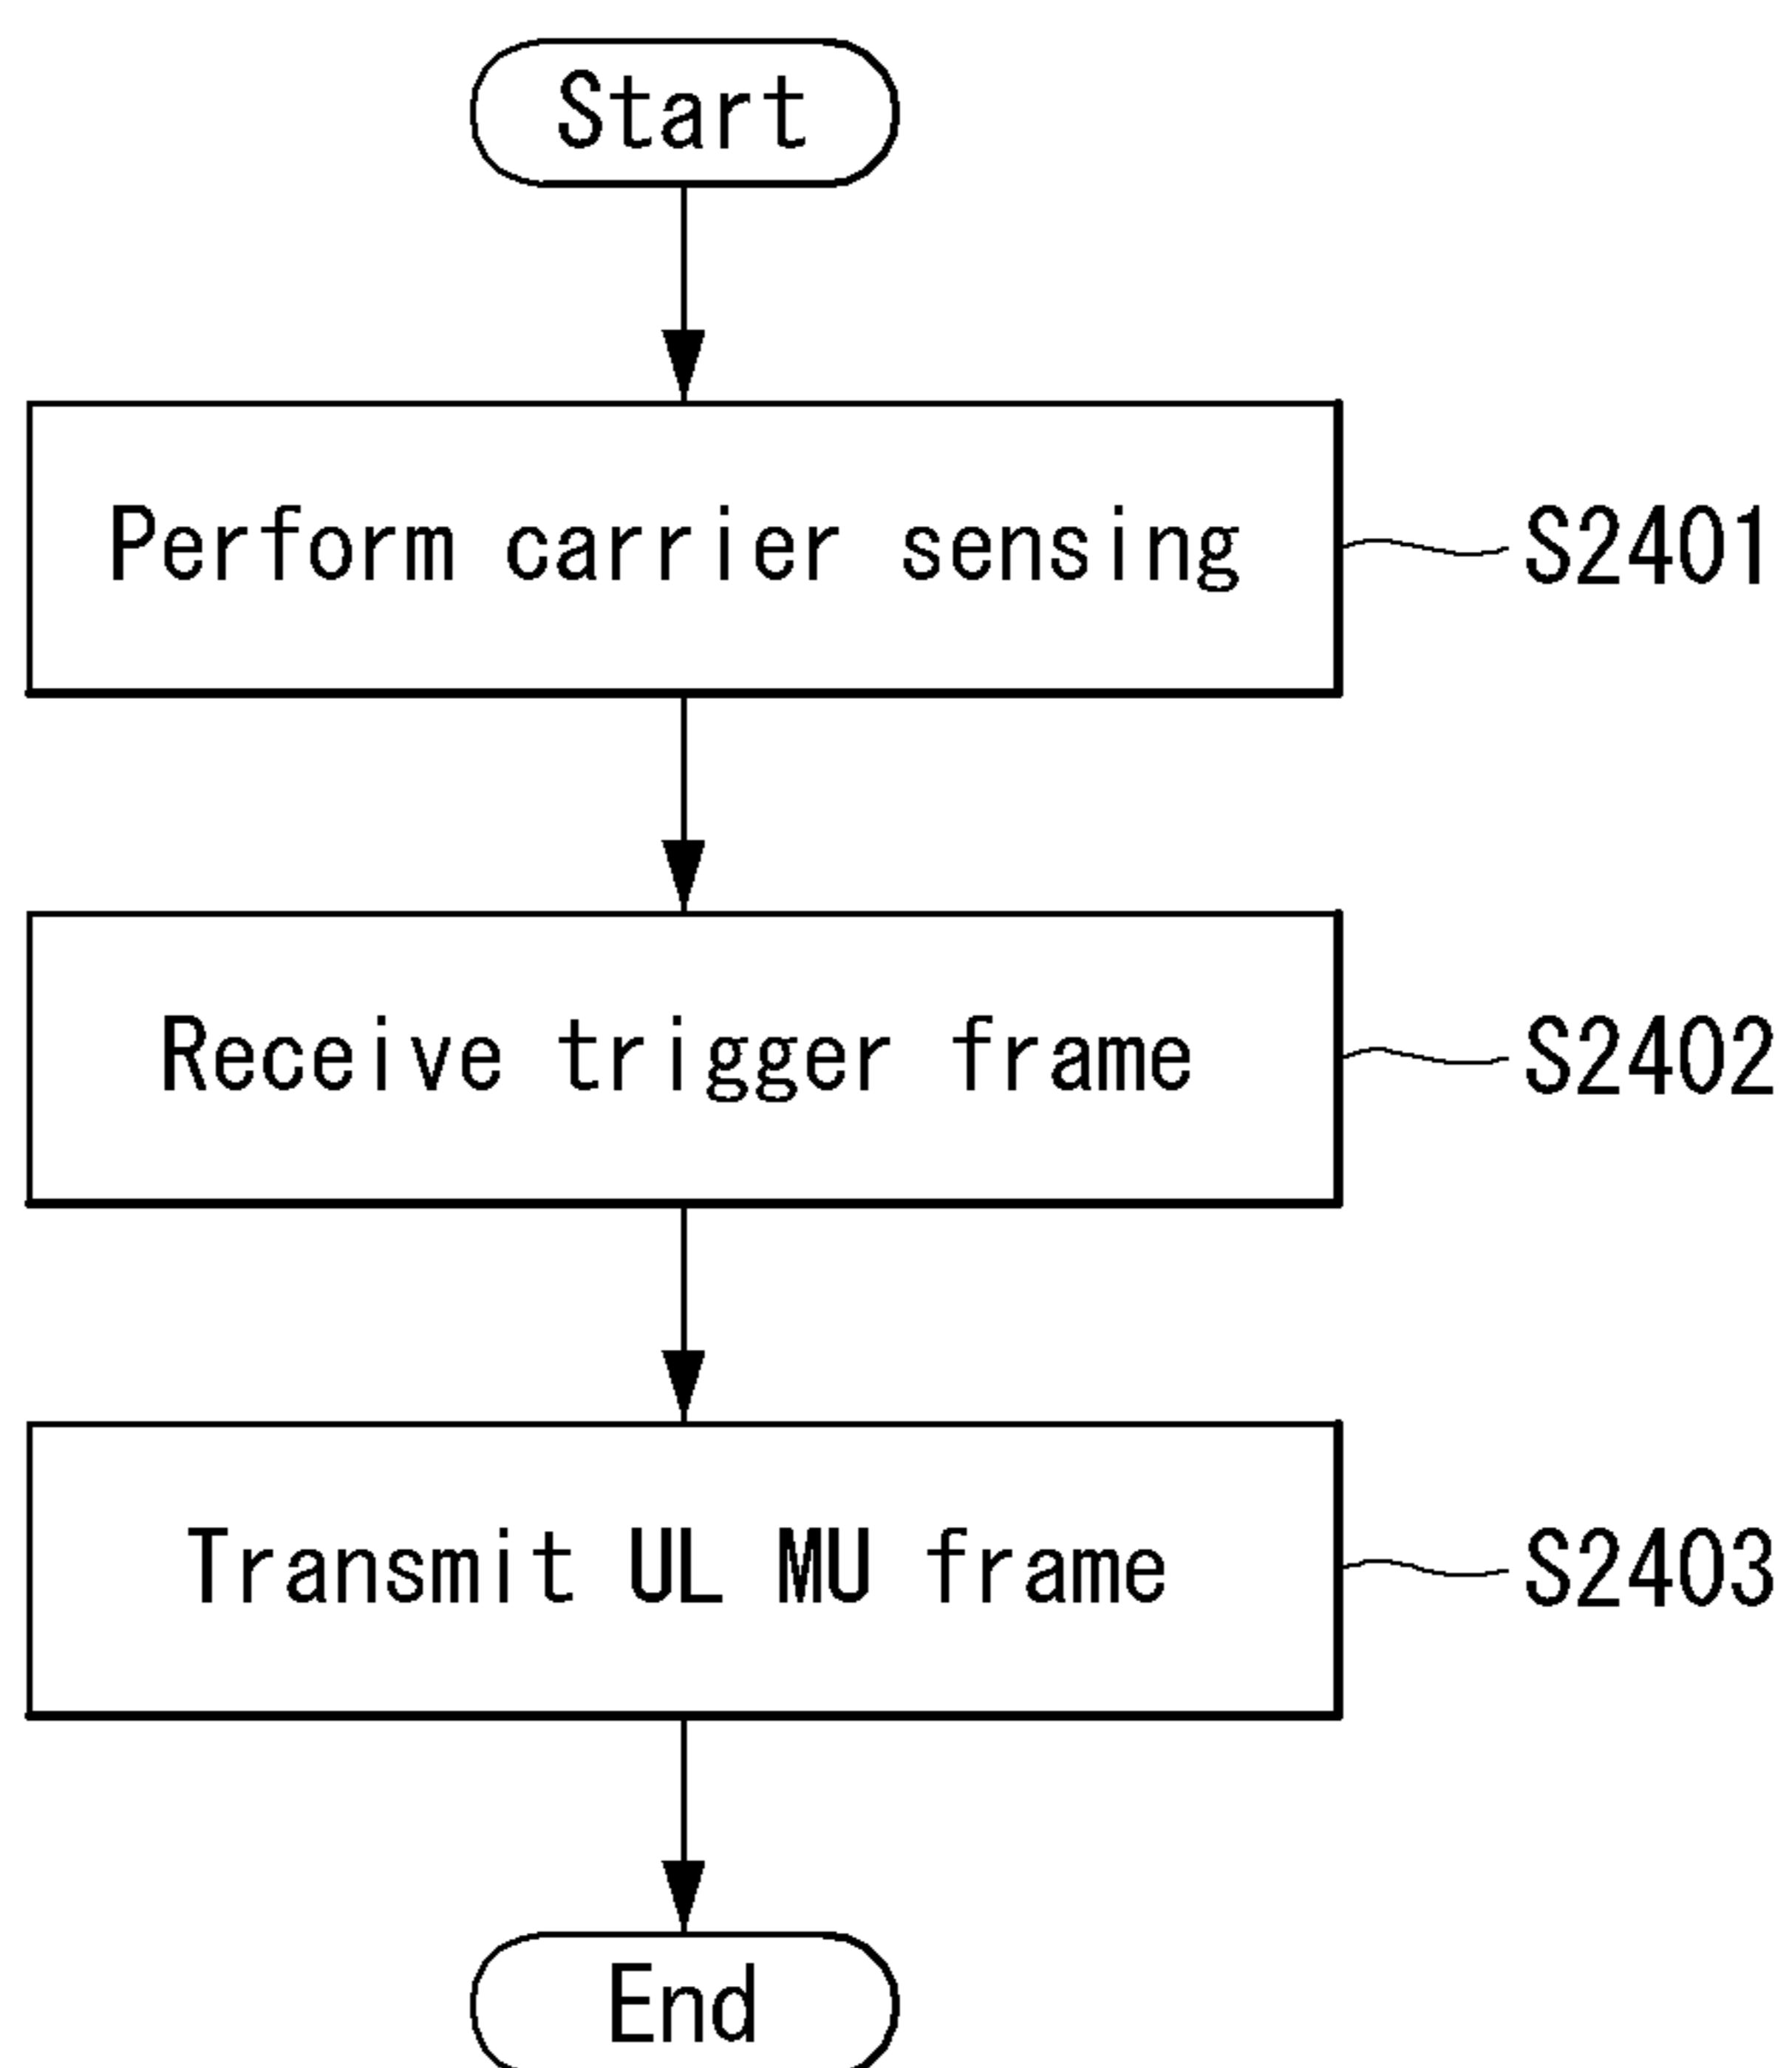 Start
Perform carrier sensing
S2401
Receive trigger frame
S2402
Transmit UL MU frame
S2403
End